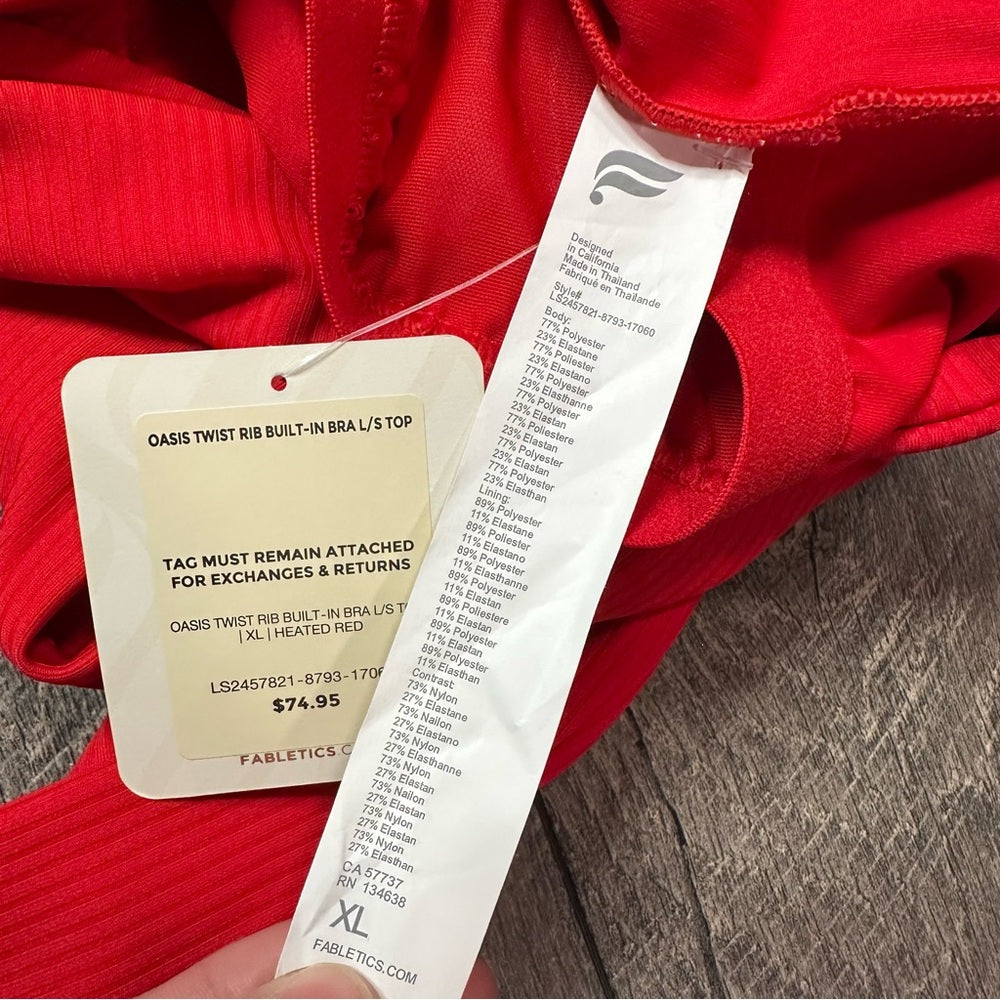 OASIS TWIST RIB BUILT-IN BRA L/S TOP
TAG MUST REMAIN ATTACHED
FOR EXCHANGES & RETURNS
OASIS TWIST RIB BUILT-IN BRA L/S
| XL | HEATED RED
LS2457821-8793-1706
$74.95
FABLETICS
Designed
in California
Made in Thailand
Fabriqué en Thaïlande
Style#
LS2457821-8793-17060
Body:
77% Polyester
23% Elastane
77% Poliester
23% Elastano
77% Polyester
23% Elasthanne
77% Polyester
23% Elastan
77% Poliestere
23% Elastan
77% Polyester
23% Elastan
77% Polyester
23% Elasthan
Lining:
89% Polyester
11% Elastane
89% Poliester
11% Elastano
89% Polyester
11% Elasthanne
89% Polyester
11% Elastan
89% Poliestere
11% Elastan
89% Polyester
11% Elastan
89% Polyester
11% Elasthan
Contrast:
73% Nylon
27% Elastane
73% Nailon
27% Elastano
73% Nylon
27% Elasthanne
73% Nylon
27% Elastan
73% Nailon
27% Elastan
73% Nylon
27% Elastan
73% Nylon
27% Elasthan
CA 57737
RN 134638
XL
FABLETICS.COM